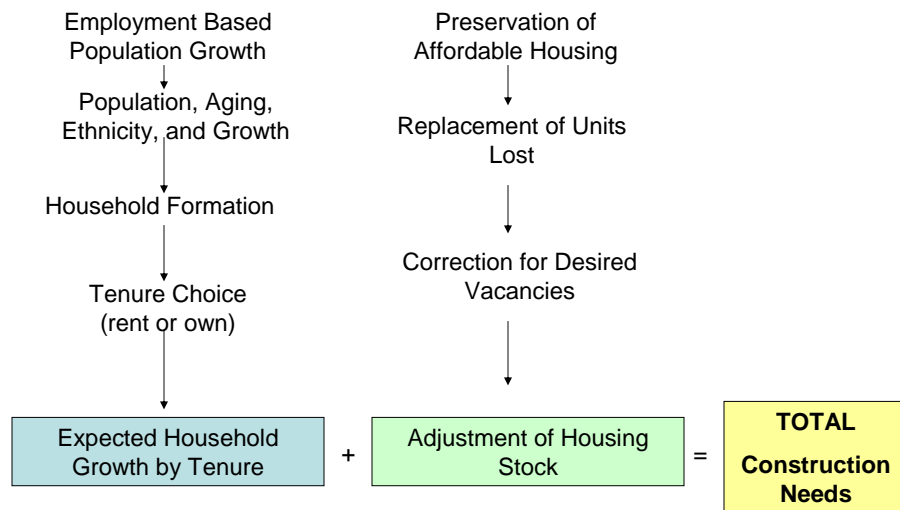 Employment Based
Population Growth
Population, Aging,
Ethnicity, and Growth
Household Formation
Tenure Choice
(rent or own)
Preservation of
Affordable Housing
Replacement of Units
Lost
Correction for Desired
Vacancies
Expected Household
Growth by Tenure
+
Adjustment of Housing
Stock
=
TOTAL
Construction
Needs